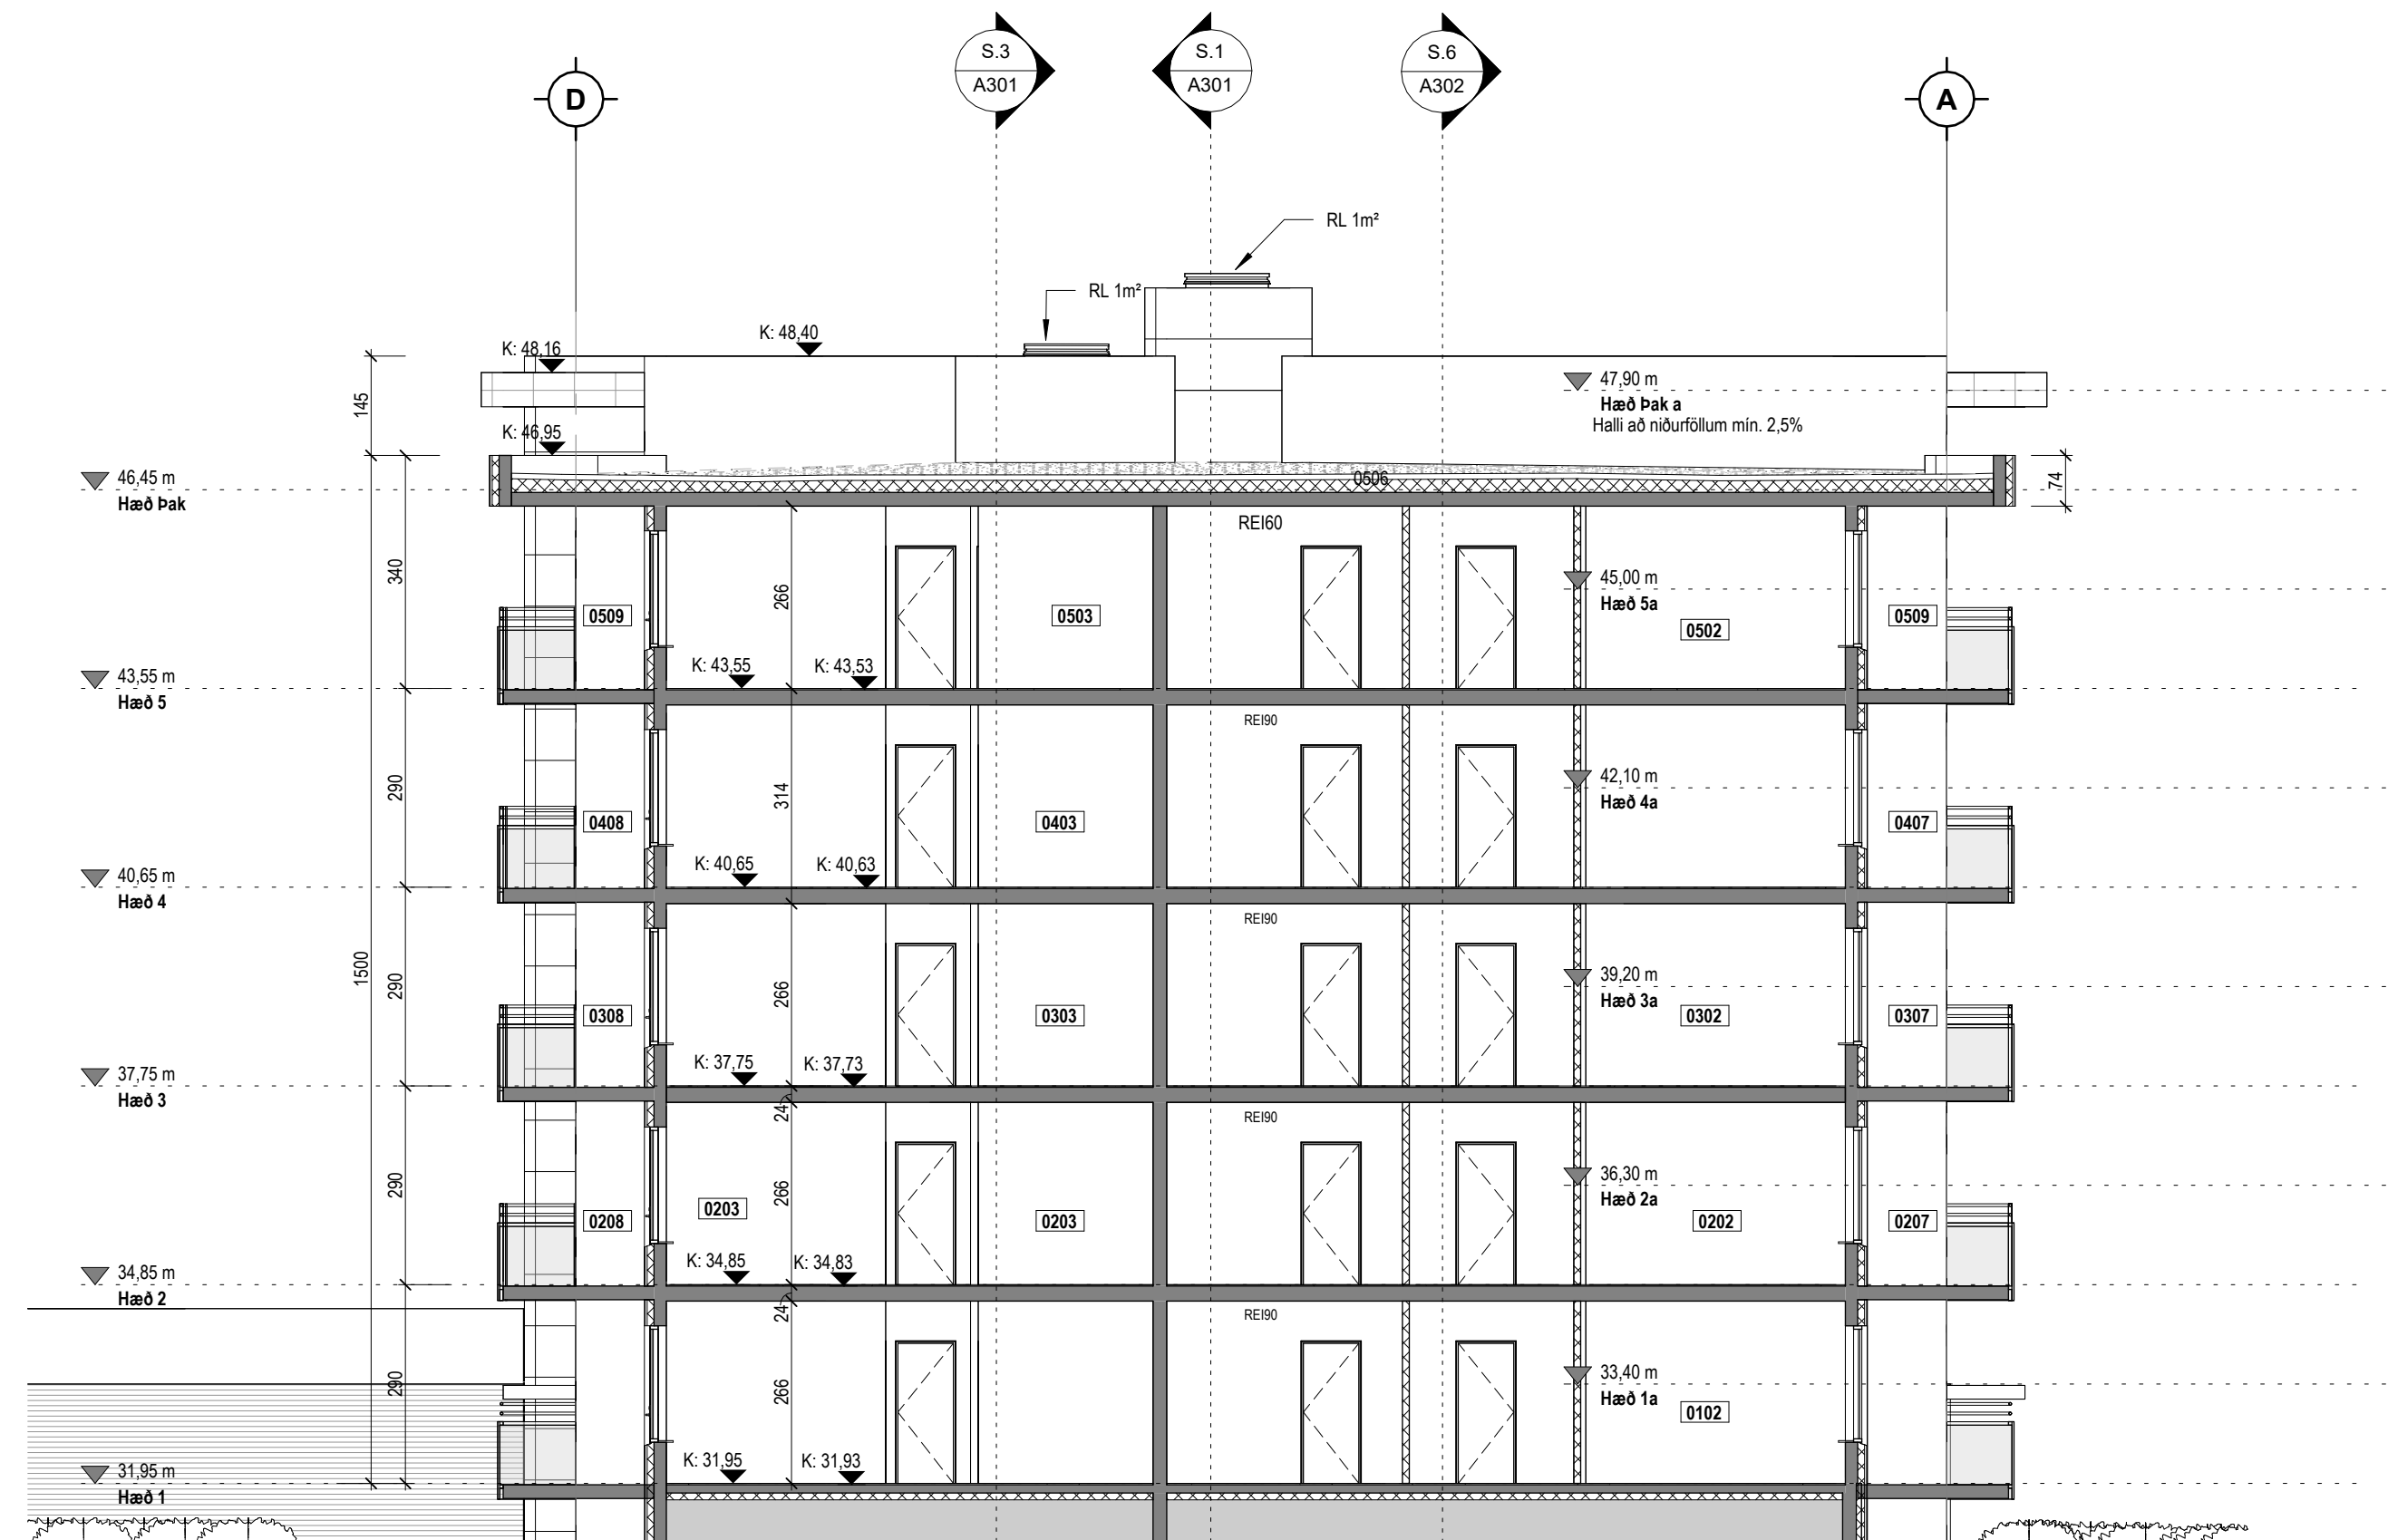 S.3
A301
S.1
A301
S.6
A302
D
A
RL 1m²
RL 1m²
K: 48,40
K: 48,16
47,90 m
Hæð Þak a
Halli að niðurföllum mín. 2,5%
145
K: 46,95
46,45 m
Hæð Þak
0506
74
REI60
340
266
45,00 m
Hæð 5a
0509
0503
0502
0509
K: 43,55
K: 43,53
43,55 m
Hæð 5
REI90
42,10 m
Hæð 4a
290
314
0408
0403
0407
K: 40,65
K: 40,63
40,65 m
Hæð 4
REI90
1500
290
266
39,20 m
Hæð 3a
0308
0303
0302
0307
K: 37,75
K: 37,73
37,75 m
Hæð 3
24
REI90
290
266
36,30 m
Hæð 2a
0203
0208
0203
0202
0207
K: 34,85
K: 34,83
34,85 m
Hæð 2
24
REI90
290
266
33,40 m
Hæð 1a
0102
K: 31,95
K: 31,93
31,95 m
Hæð 1